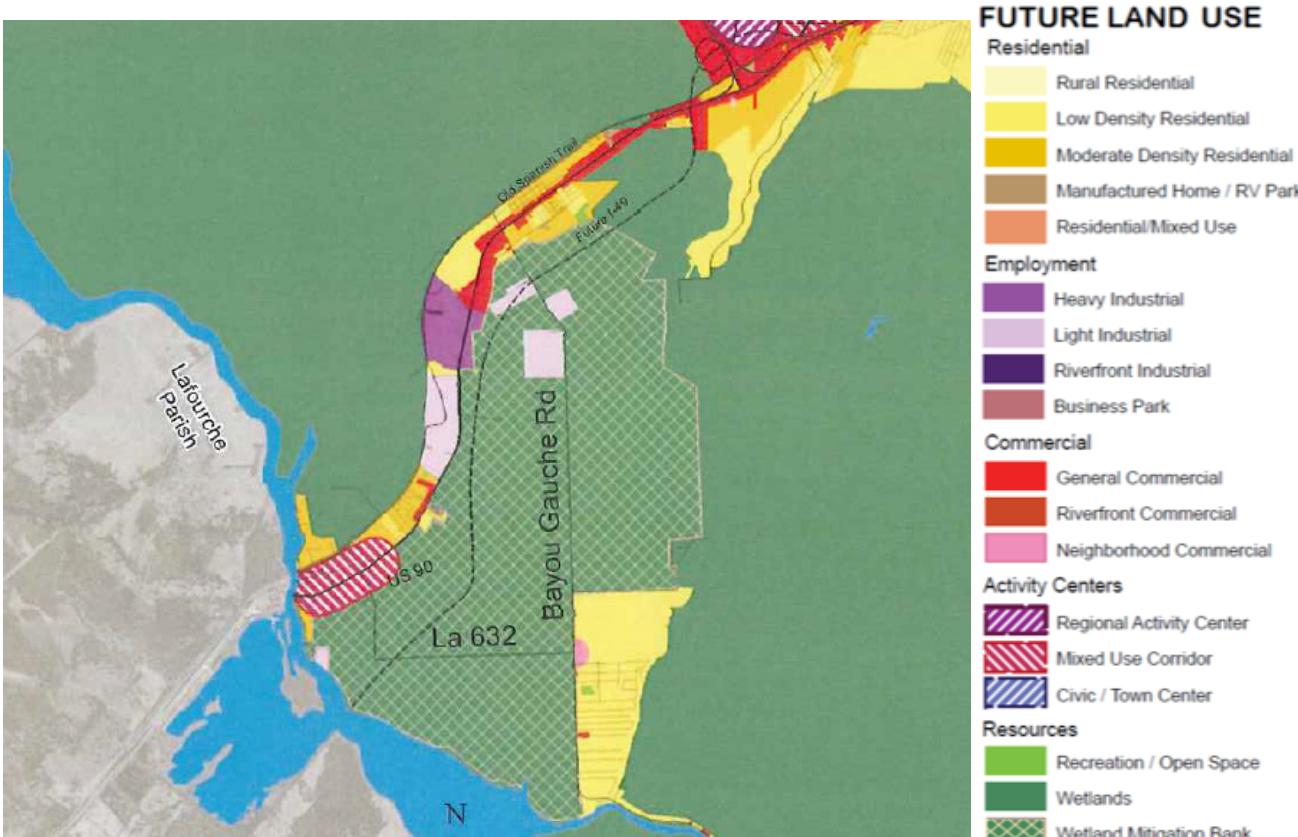 FUTURE LAND USE
Residential
Rural Residential
Low Density Residential
Moderate Density Residential
Manufactured Home / RV Park
Residential/Mixed Use
Employment
Heavy Industrial
Light Industrial
Riverfront Industrial
Business Park
Commercial
General Commercial
Riverfront Commercial
Neighborhood Commercial
Activity Centers
Regional Activity Center
Mixed Use Corridor
Civic / Town Center
Resources
Recreation / Open Space
Wetlands
Wetland Mitigation Bank
Old Spanish Trail
Future I-49
Lafourche
Parish
Bayou Gauche Rd
US 90
La 632
N